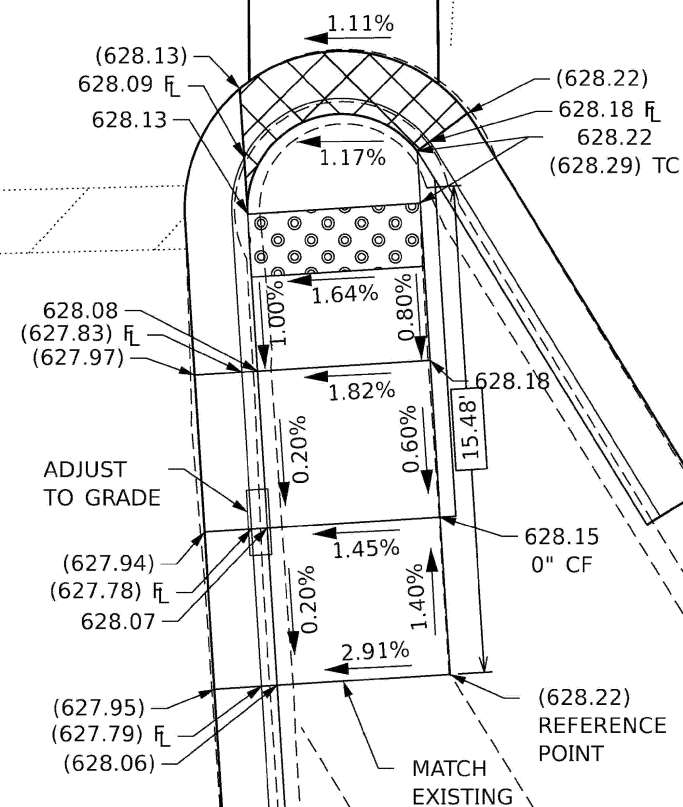 1.11%
(628.13)
628.09 FL
628.13
(628.22)
628.18 FL
628.22
(628.29) TC
1.17%
1.64%
1.00%
0.80%
628.08
(627.83) FL
(627.97)
1.82%
628.18
15.48'
0.20%
0.60%
ADJUST
TO GRADE
1.45%
628.15
0" CF
(627.94)
(627.78) FL
628.07
0.20%
1.40%
2.91%
(627.95)
(627.79) FL
(628.06)
(628.22)
REFERENCE
POINT
MATCH
EXISTING